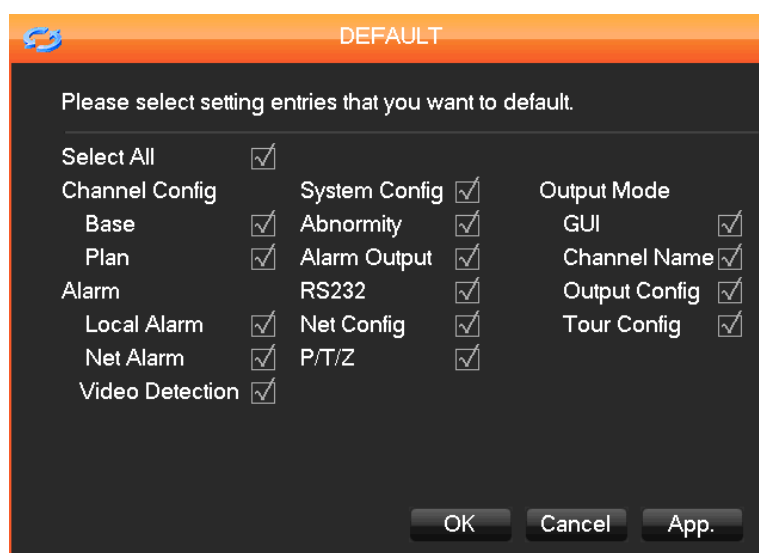 DEFAULT
Please select setting entries that you want to default.
Select All
Channel Config System Config Output Mode
Base Abnormity GUI
Plan Alarm Output Channel Name
Alarm RS232 Output Config
Local Alarm Net Config Tour Config
Net Alarm P/T/Z
Video Detection
OK Cancel App.